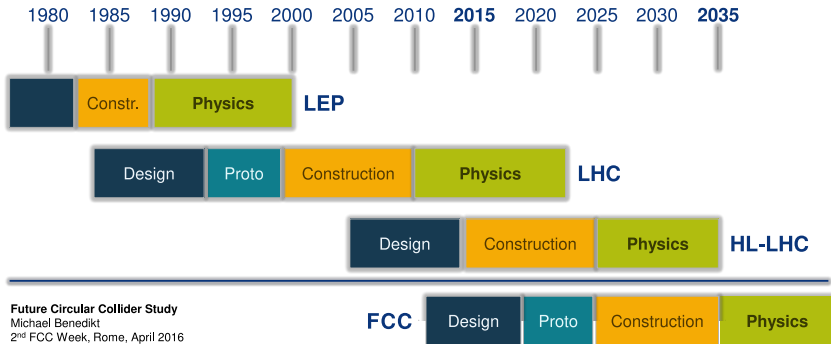 1980 1985 1990 1995 2000 2005 2010 2015 2020 2025 2030 2035
Constr. Physics LEP
Design Proto Construction Physics LHC
Design Construction Physics HL-LHC
FCC Design Proto Construction Physics
Future Circular Collider Study
Michael Benedikt
2nd FCC Week, Rome, April 2016